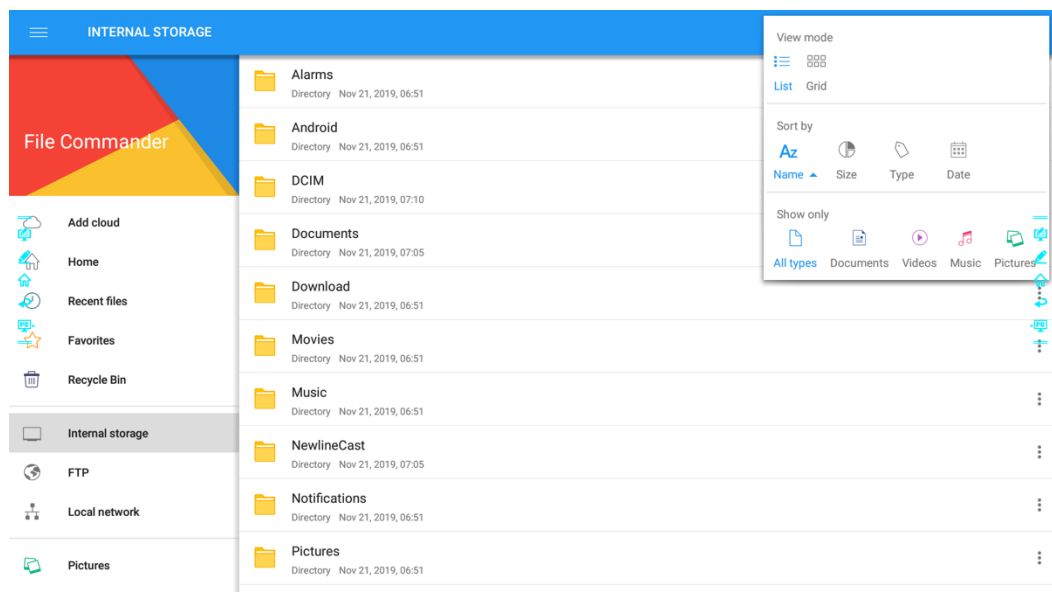 INTERNAL STORAGE
File Commander
Add cloud
Home
Recent files
Favorites
Recycle Bin
Internal storage
FTP
Local network
Pictures
Alarms
Directory Nov 21, 2019, 06:51
Android
Directory Nov 21, 2019, 06:51
DCIM
Directory Nov 21, 2019, 07:10
Documents
Directory Nov 21, 2019, 07:05
Download
Directory Nov 21, 2019, 06:51
Movies
Directory Nov 21, 2019, 06:51
Music
Directory Nov 21, 2019, 06:51
NewlineCast
Directory Nov 21, 2019, 07:05
Notifications
Directory Nov 21, 2019, 06:51
Pictures
Directory Nov 21, 2019, 06:51
View mode
List Grid
Sort by
Az
Name Size Type Date
Show only
All types Documents Videos Music Pictures
PC
PC